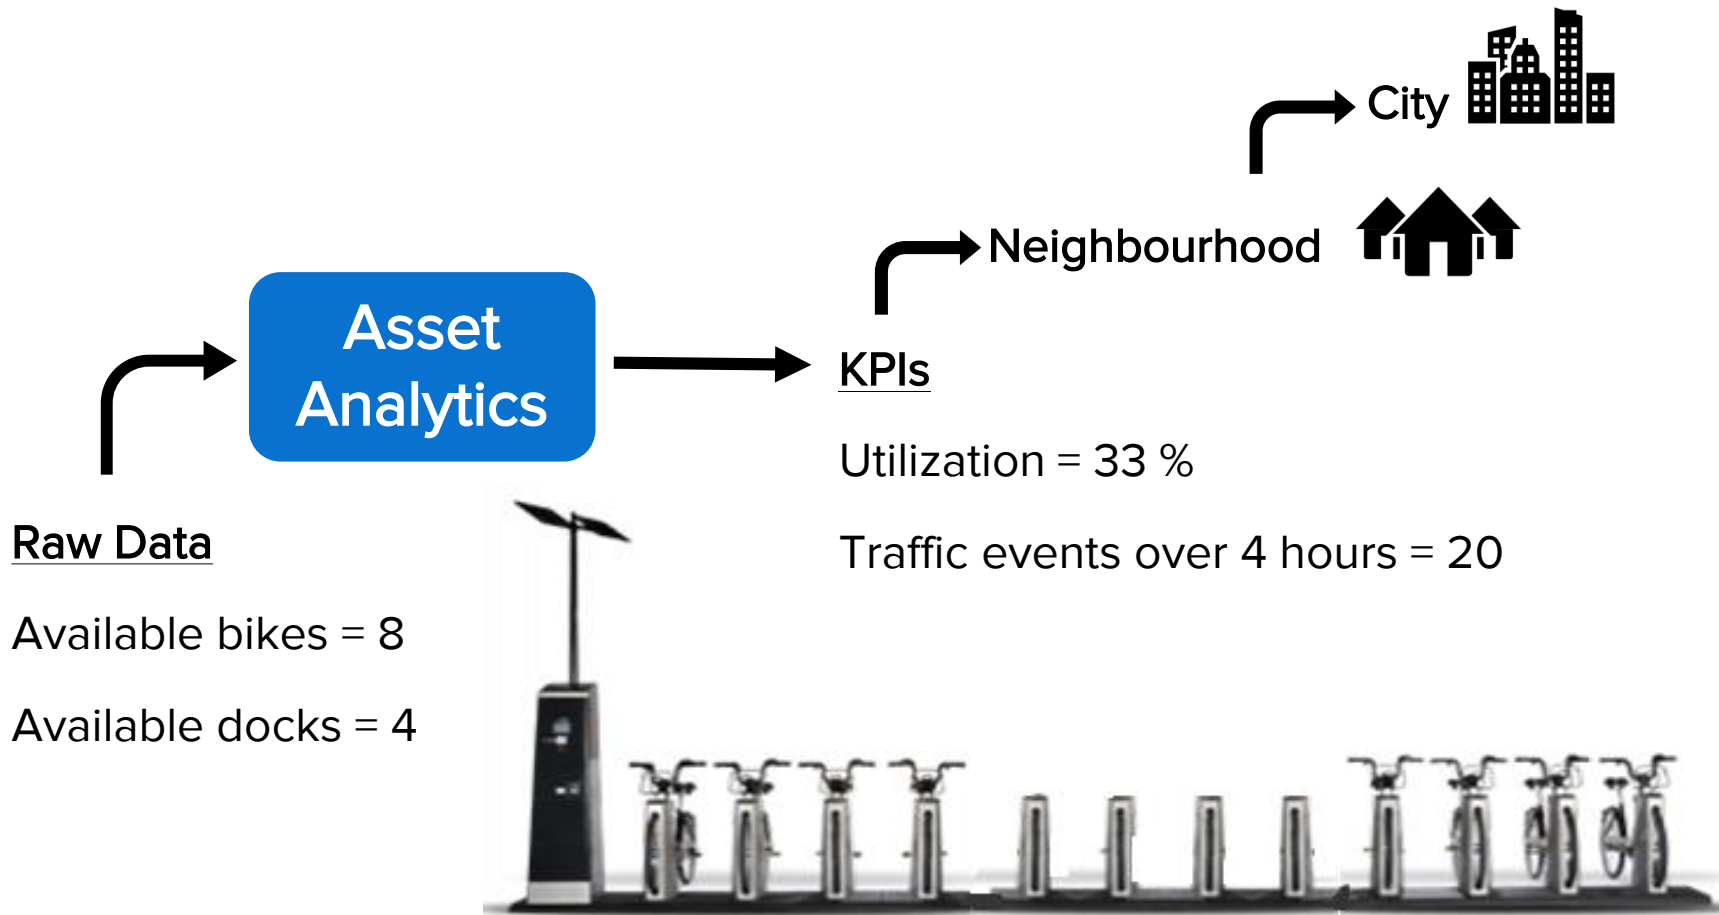 City
Neighbourhood
Asset
Analytics
KPIs
Utilization = 33 %
Traffic events over 4 hours = 20
Raw Data
Available bikes = 8
Available docks = 4